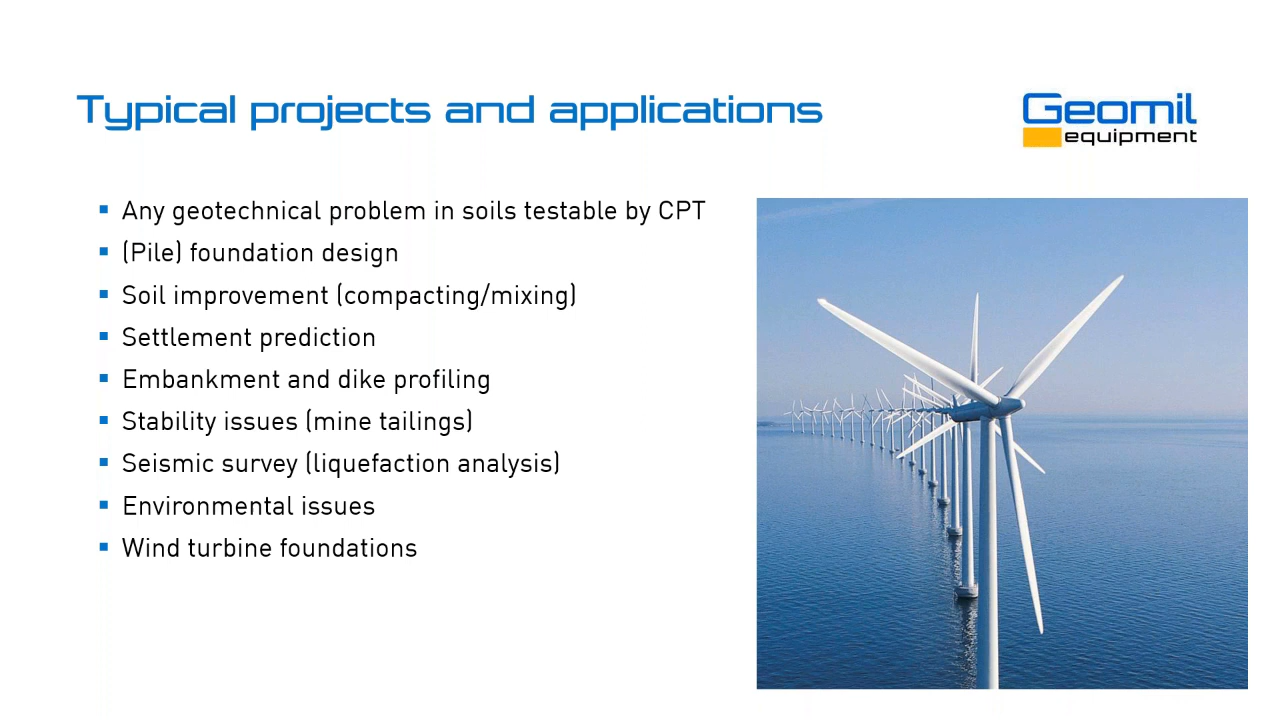 Typical projects and applications
Geomil
equipment
Any geotechnical problem in soils testable by CPT
(Pile) foundation design
Soil improvement (compacting/mixing)
Settlement prediction
Embankment and dike profiling
Stability issues (mine tailings)
Seismic survey (liquefaction analysis)
Environmental issues
Wind turbine foundations